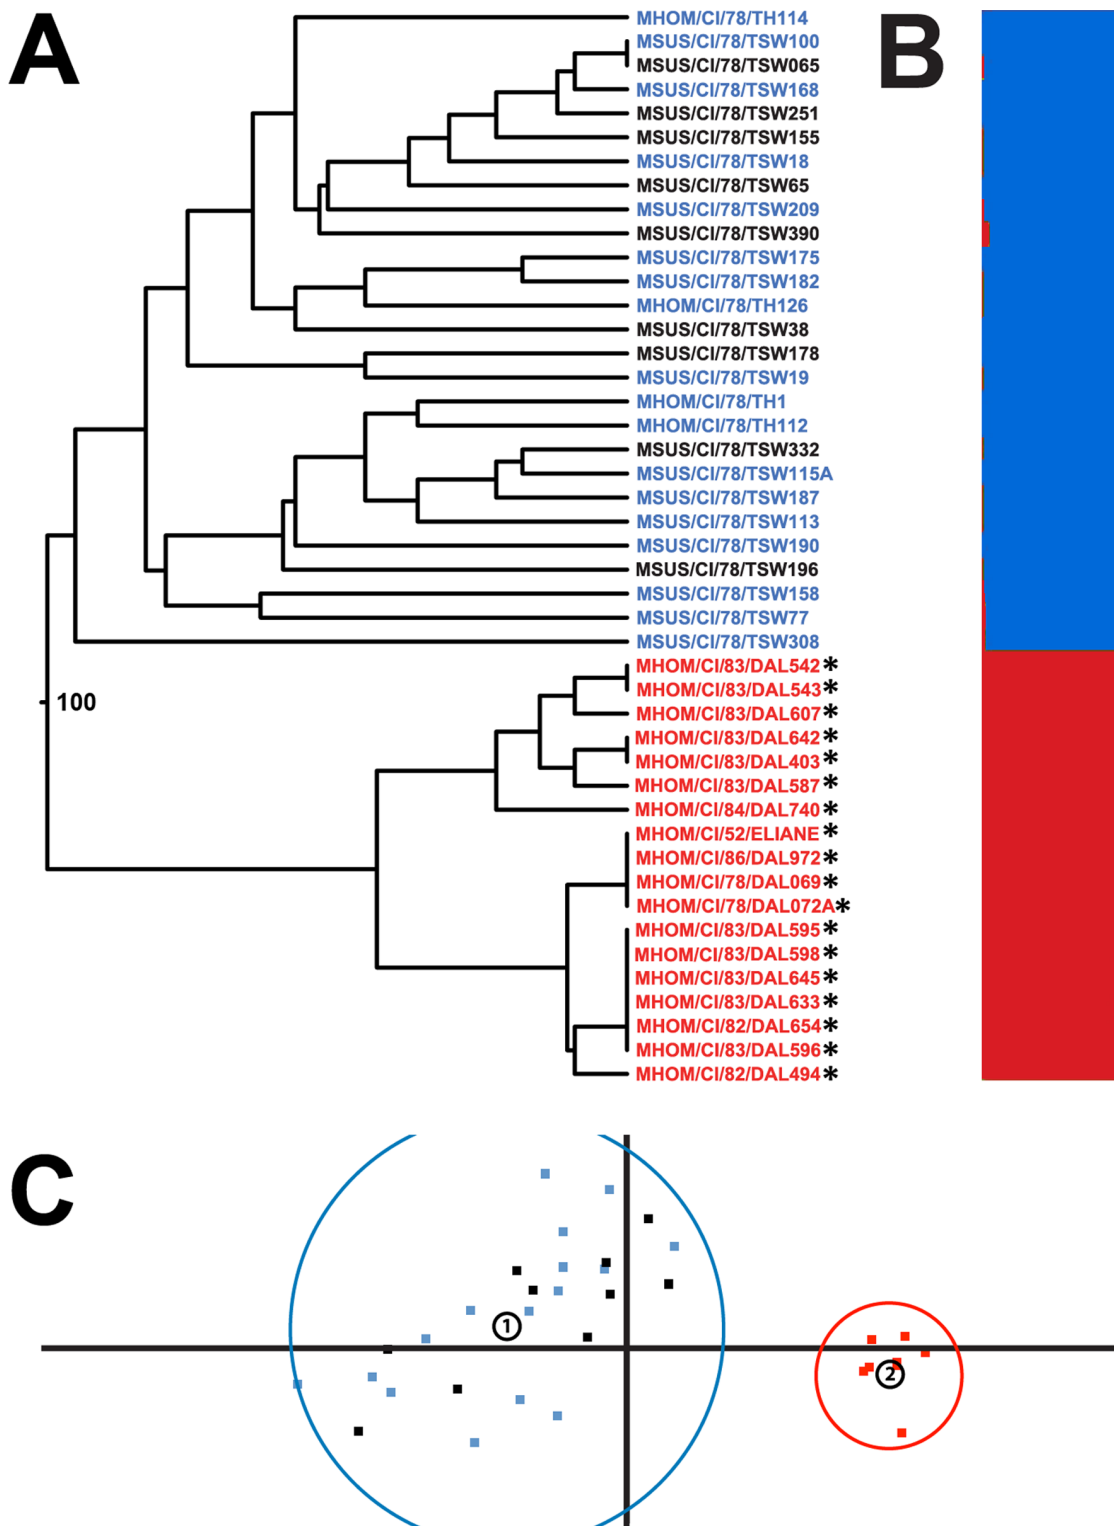 A
B
MHOM/CI/78/TH114
MSUS/CI/78/TSW100
MSUS/CI/78/TSW065
MSUS/CI/78/TSW168
MSUS/CI/78/TSW251
MSUS/CI/78/TSW155
MSUS/CI/78/TSW18
MSUS/CI/78/TSW65
MSUS/CI/78/TSW209
MSUS/CI/78/TSW390
MSUS/CI/78/TSW175
MSUS/CI/78/TSW182
MHOM/CI/78/TH126
MSUS/CI/78/TSW38
MSUS/CI/78/TSW178
MSUS/CI/78/TSW19
MHOM/CI/78/TH1
MHOM/CI/78/TH112
MSUS/CI/78/TSW332
MSUS/CI/78/TSW115A
MSUS/CI/78/TSW187
MSUS/CI/78/TSW113
MSUS/CI/78/TSW190
MSUS/CI/78/TSW196
MSUS/CI/78/TSW158
MSUS/CI/78/TSW77
MSUS/CI/78/TSW308
MHOM/CI/83/DAL542*
MHOM/CI/83/DAL543*
100
MHOM/CI/83/DAL607*
MHOM/CI/83/DAL642*
MHOM/CI/83/DAL403*
MHOM/CI/83/DAL587*
MHOM/CI/84/DAL740*
MHOM/CI/52/ELIANE*
MHOM/CI/86/DAL972*
MHOM/CI/78/DAL069*
MHOM/CI/78/DAL072A*
MHOM/CI/83/DAL595*
MHOM/CI/83/DAL598*
MHOM/CI/83/DAL645*
MHOM/CI/83/DAL633*
MHOM/CI/82/DAL654*
MHOM/CI/83/DAL596*
MHOM/CI/82/DAL494*
C
1
2